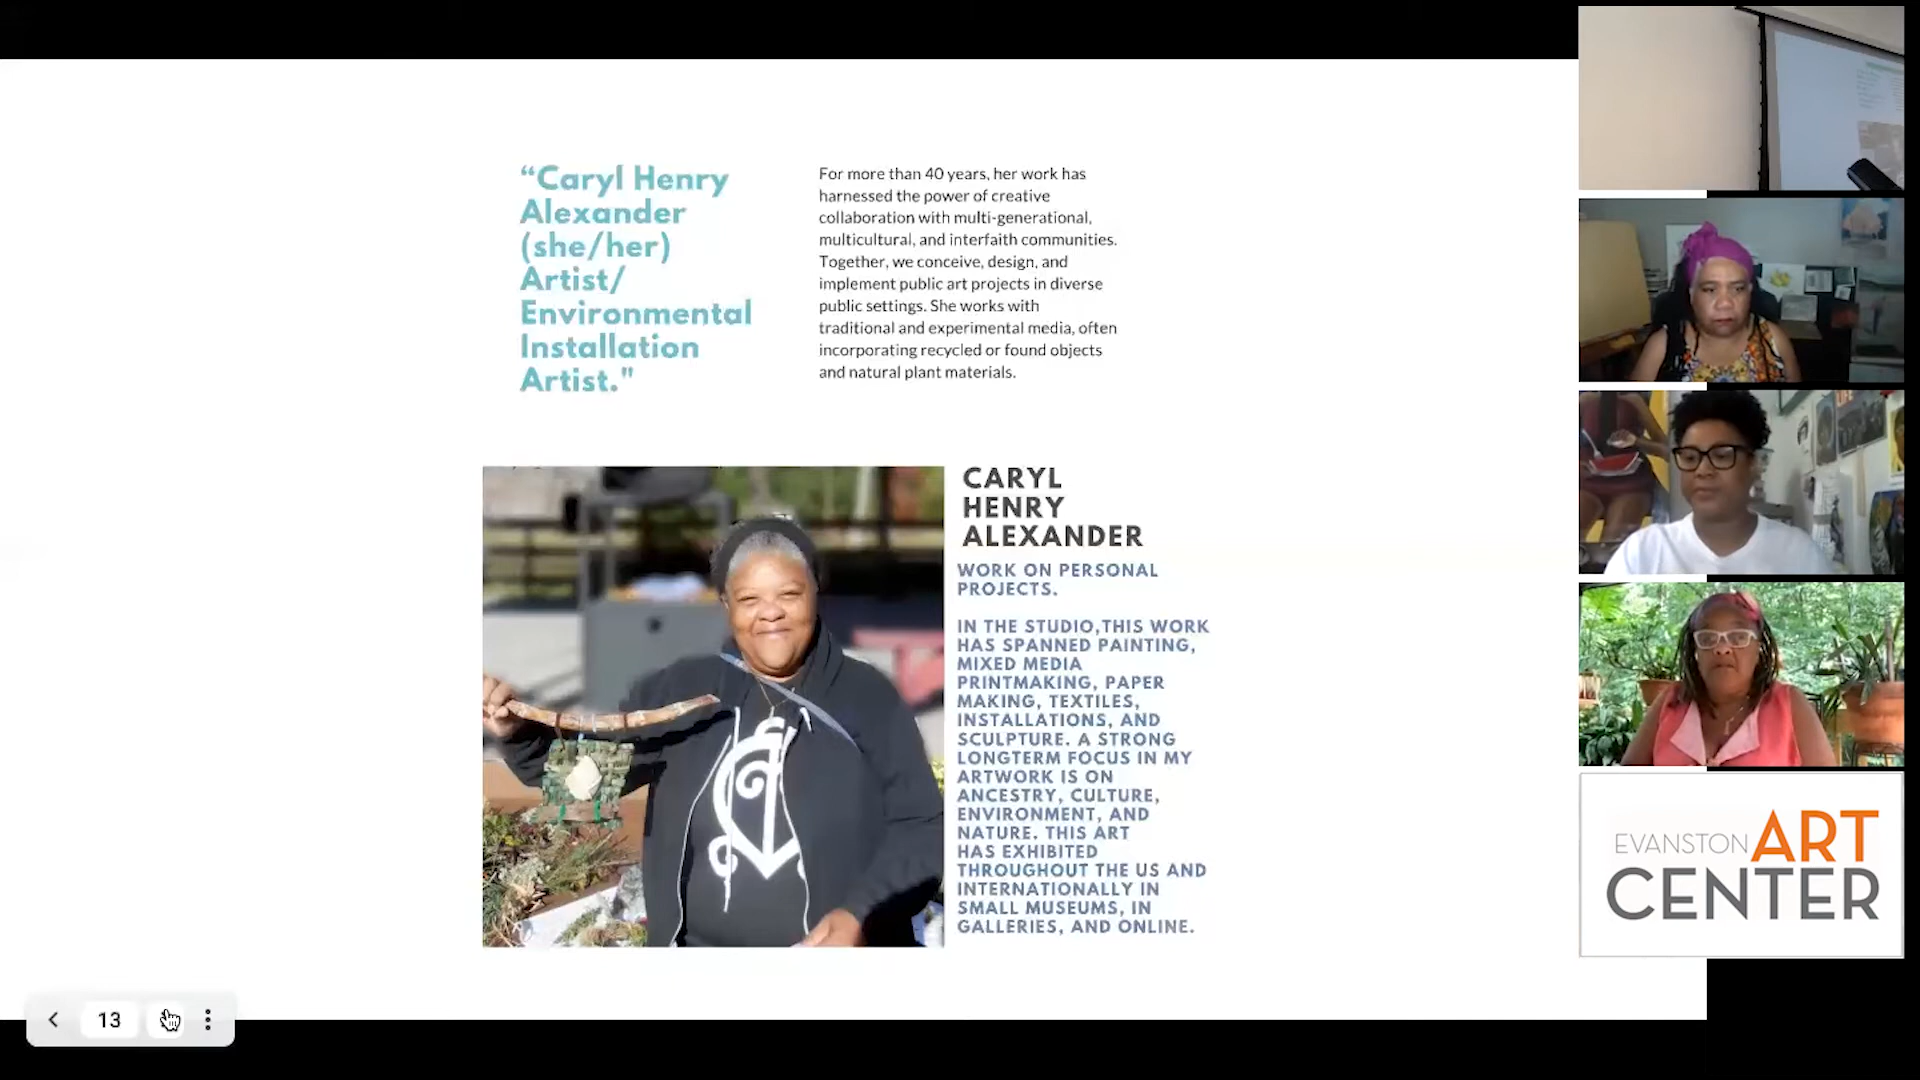 “Caryl Henry
Alexander
(she/her)
Artist/
Environmental
Installation
Artist."
For more than 40 years, her work has
harnessed the power of creative
collaboration with multi-generational,
multicultural, and interfaith communities.
Together, we conceive, design, and
implement public art projects in diverse
public settings. She works with
traditional and experimental media, often
incorporating recycled or found objects
and natural plant materials.
CARYL
HENRY
ALEXANDER
WORK ON PERSONAL
PROJECTS.
IN THE STUDIO,THIS WORK
HAS SPANNED PAINTING,
MIXED MEDIA
PRINTMAKING, PAPER
MAKING, TEXTILES,
INSTALLATIONS, AND
SCULPTURE. A STRONG
LONGTERM FOCUS IN MY
ARTWORK IS ON
ANCESTRY, CULTURE,
ENVIRONMENT, AND
NATURE. THIS ART
HAS EXHIBITED
THROUGHOUT THE US AND
INTERNATIONALLY IN
SMALL MUSEUMS, IN
GALLERIES, AND ONLINE.
13
LIFE
EVANSTON ART
CENTER